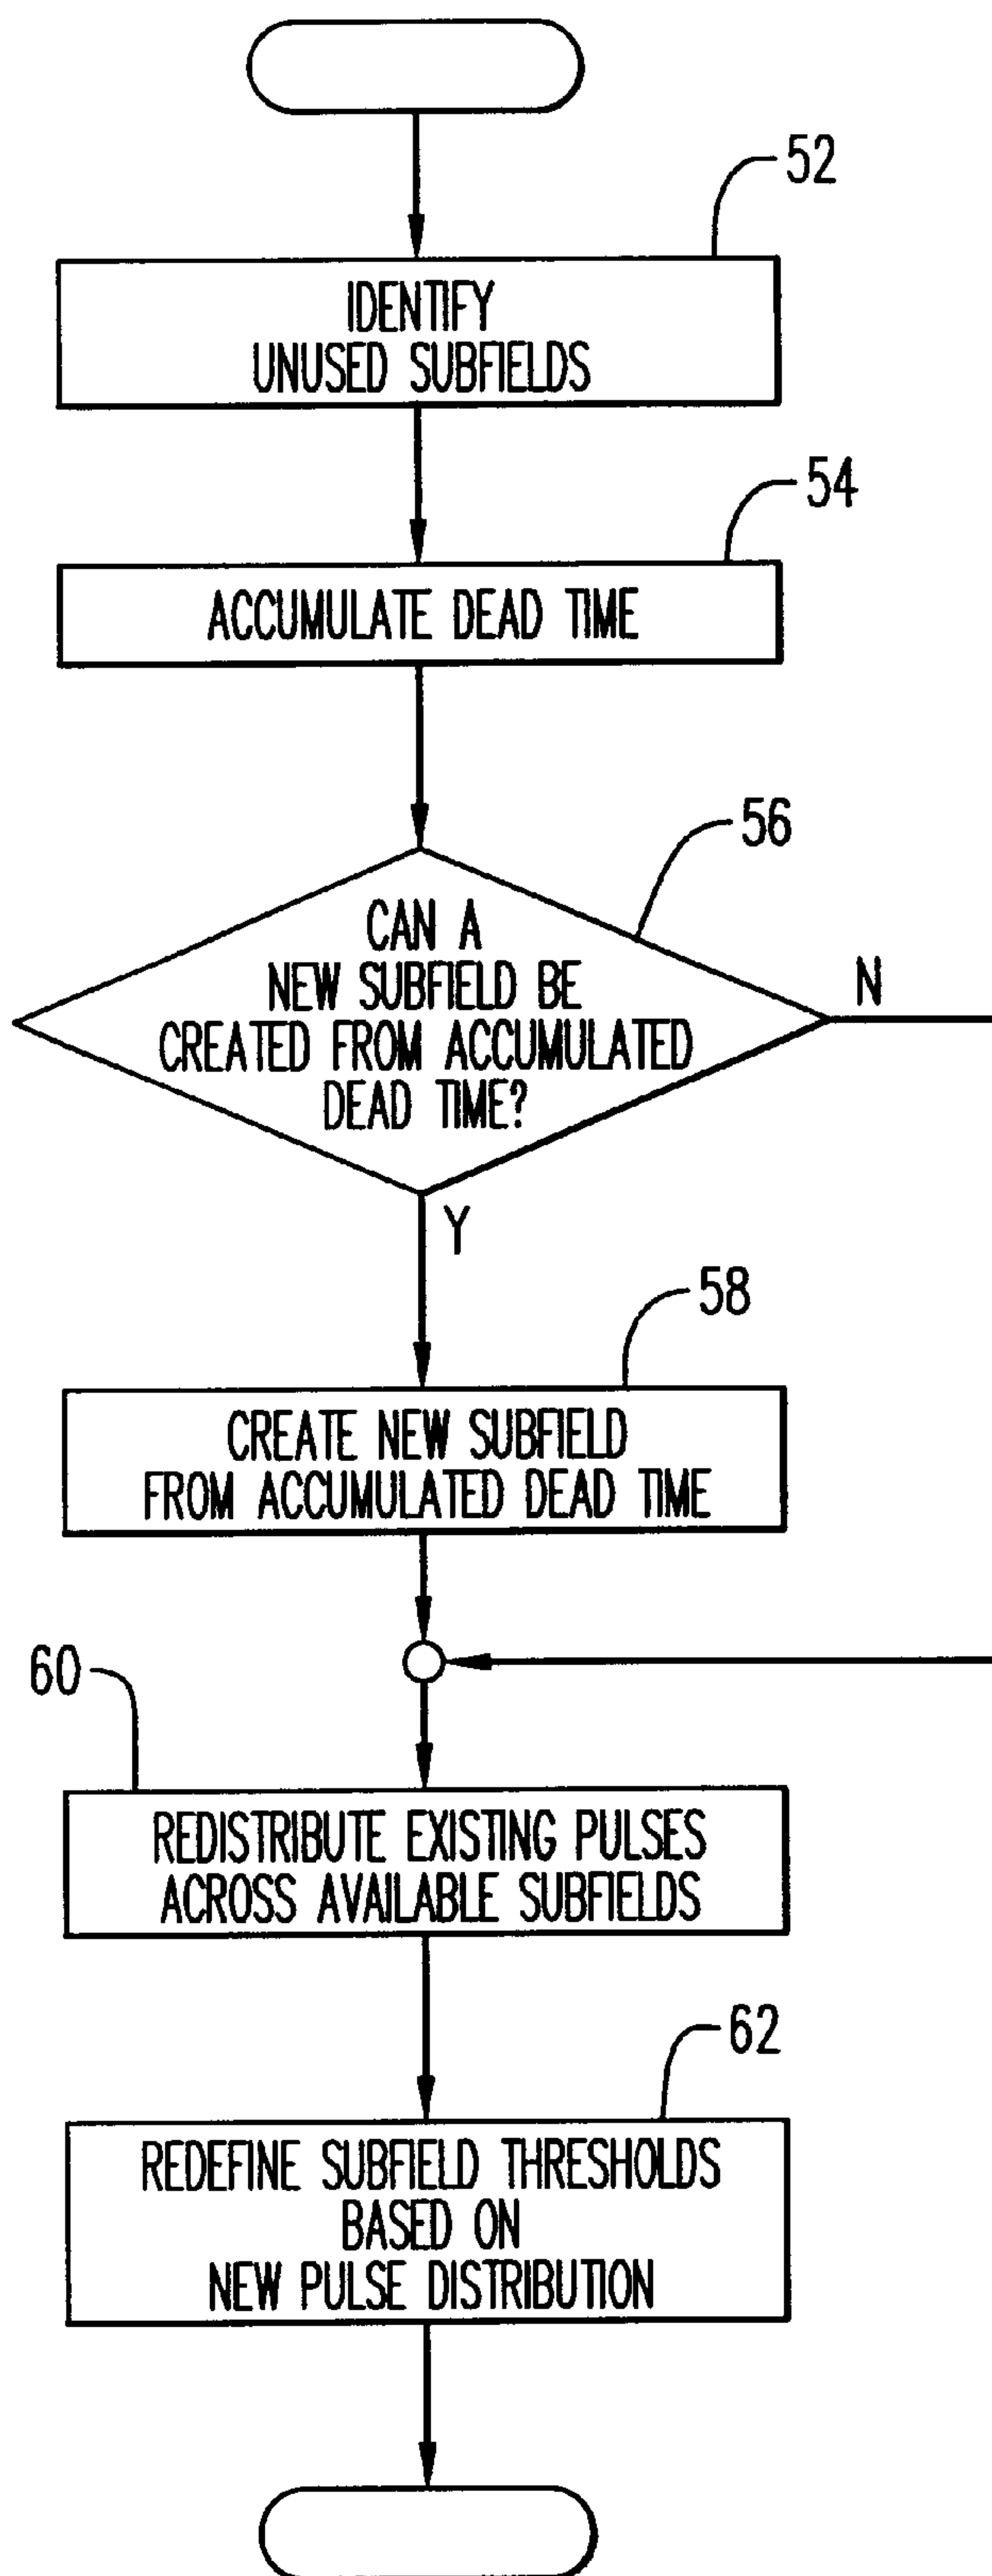 52
IDENTIFY
UNUSED SUBFIELDS
54
ACCUMULATE DEAD TIME
56
CAN A
NEW SUBFIELD BE
CREATED FROM ACCUMULATED
DEAD TIME?
N
Y
58
CREATE NEW SUBFIELD
FROM ACCUMULATED DEAD TIME
60
REDISTRIBUTE EXISTING PULSES
ACROSS AVAILABLE SUBFIELDS
62
REDEFINE SUBFIELD THRESHOLDS
BASED ON
NEW PULSE DISTRIBUTION